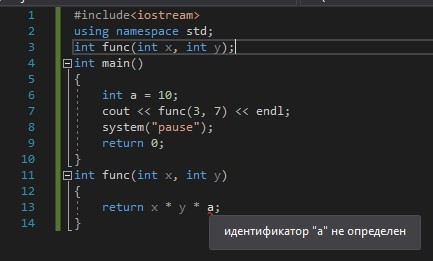 1 #include<iostream>
2 using namespace std;
3 int func(int x, int y);
4 int main()
5 {
6 int a = 10;
7 cout << func(3, 7) << endl;
8 system("pause");
9 return 0;
10 }
11 int func(int x, int y)
12 {
13 return x * y * a;
14 }
идентификатор "a" не определен